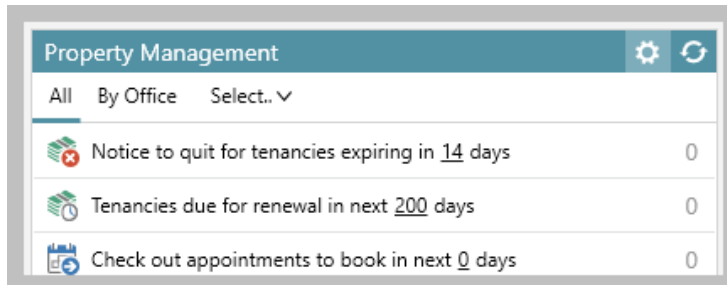 Property Management
All By Office Select..
Notice to quit for tenancies expiring in 14 days 0
Tenancies due for renewal in next 200 days 0
Check out appointments to book in next 0 days 0